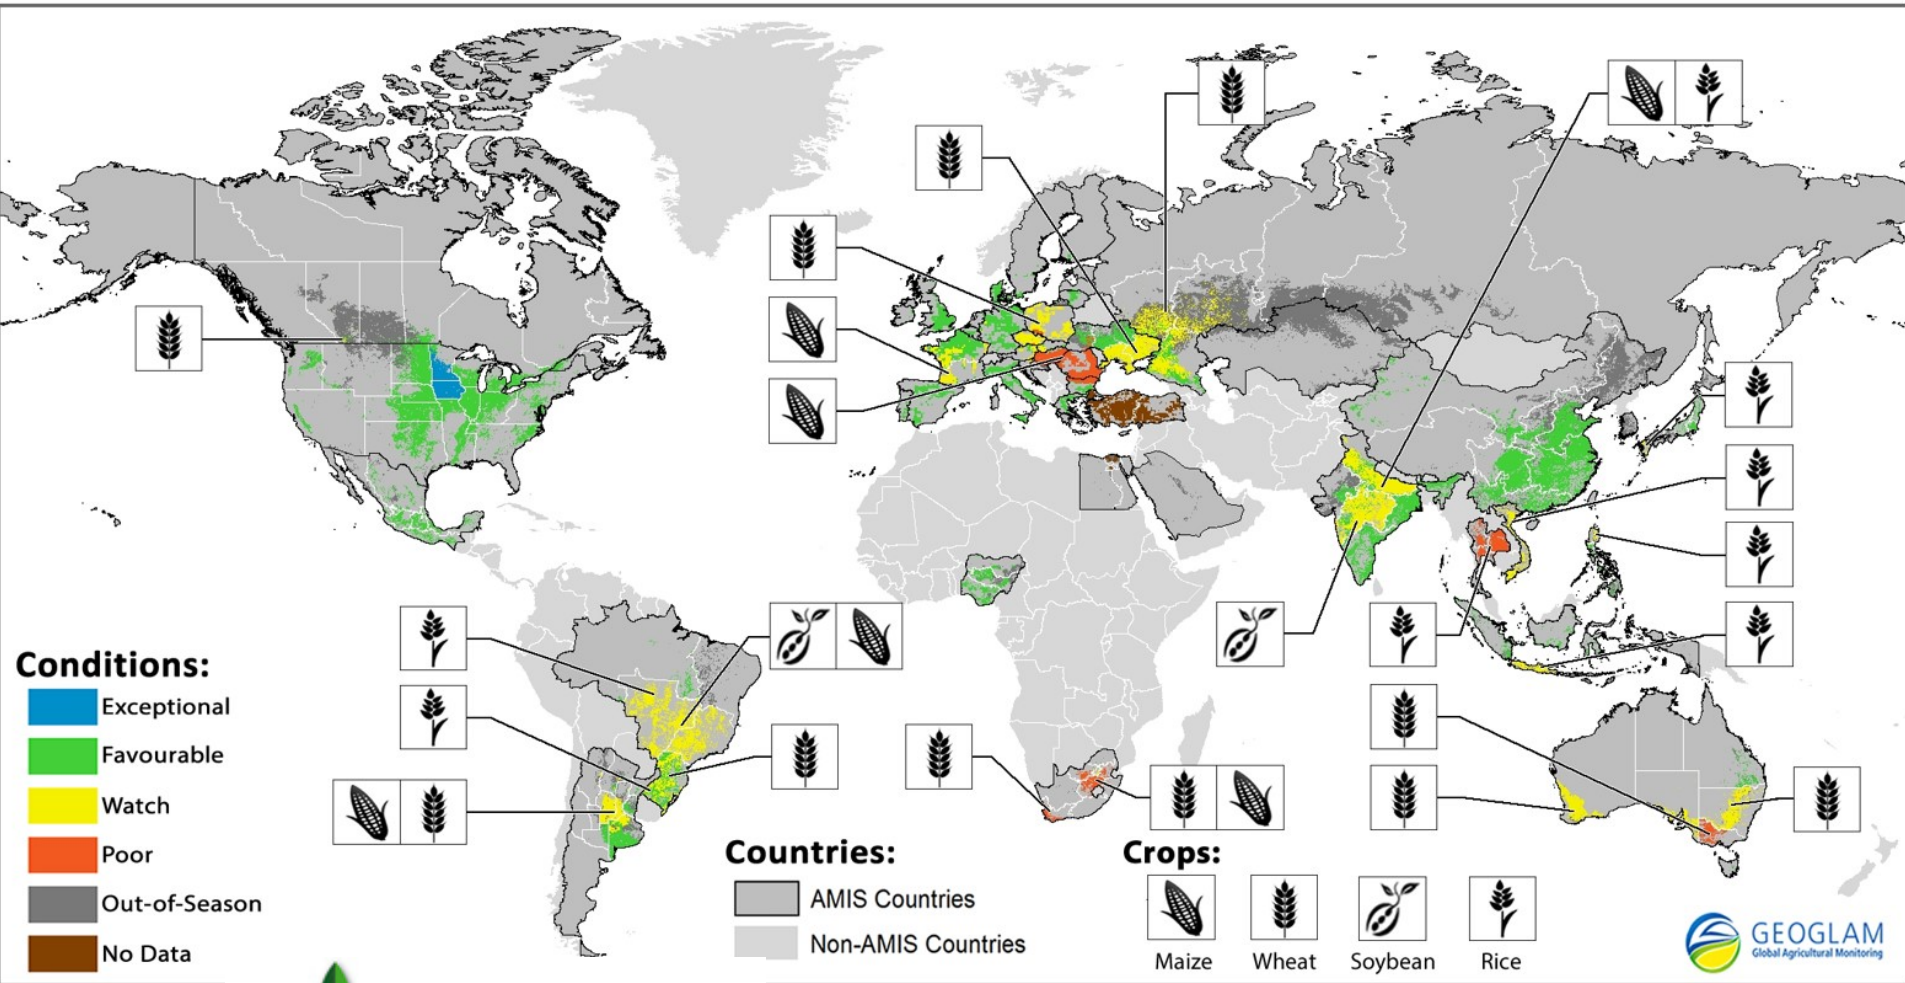 Conditions:
Exceptional
Favourable
Watch
Poor
Out-of-Season
No Data
Countries:
AMIS Countries
Non-AMIS Countries
Crops:
Maize
Wheat
Soybean
Rice
GEOGLAM
Global Agricultural Monitoring